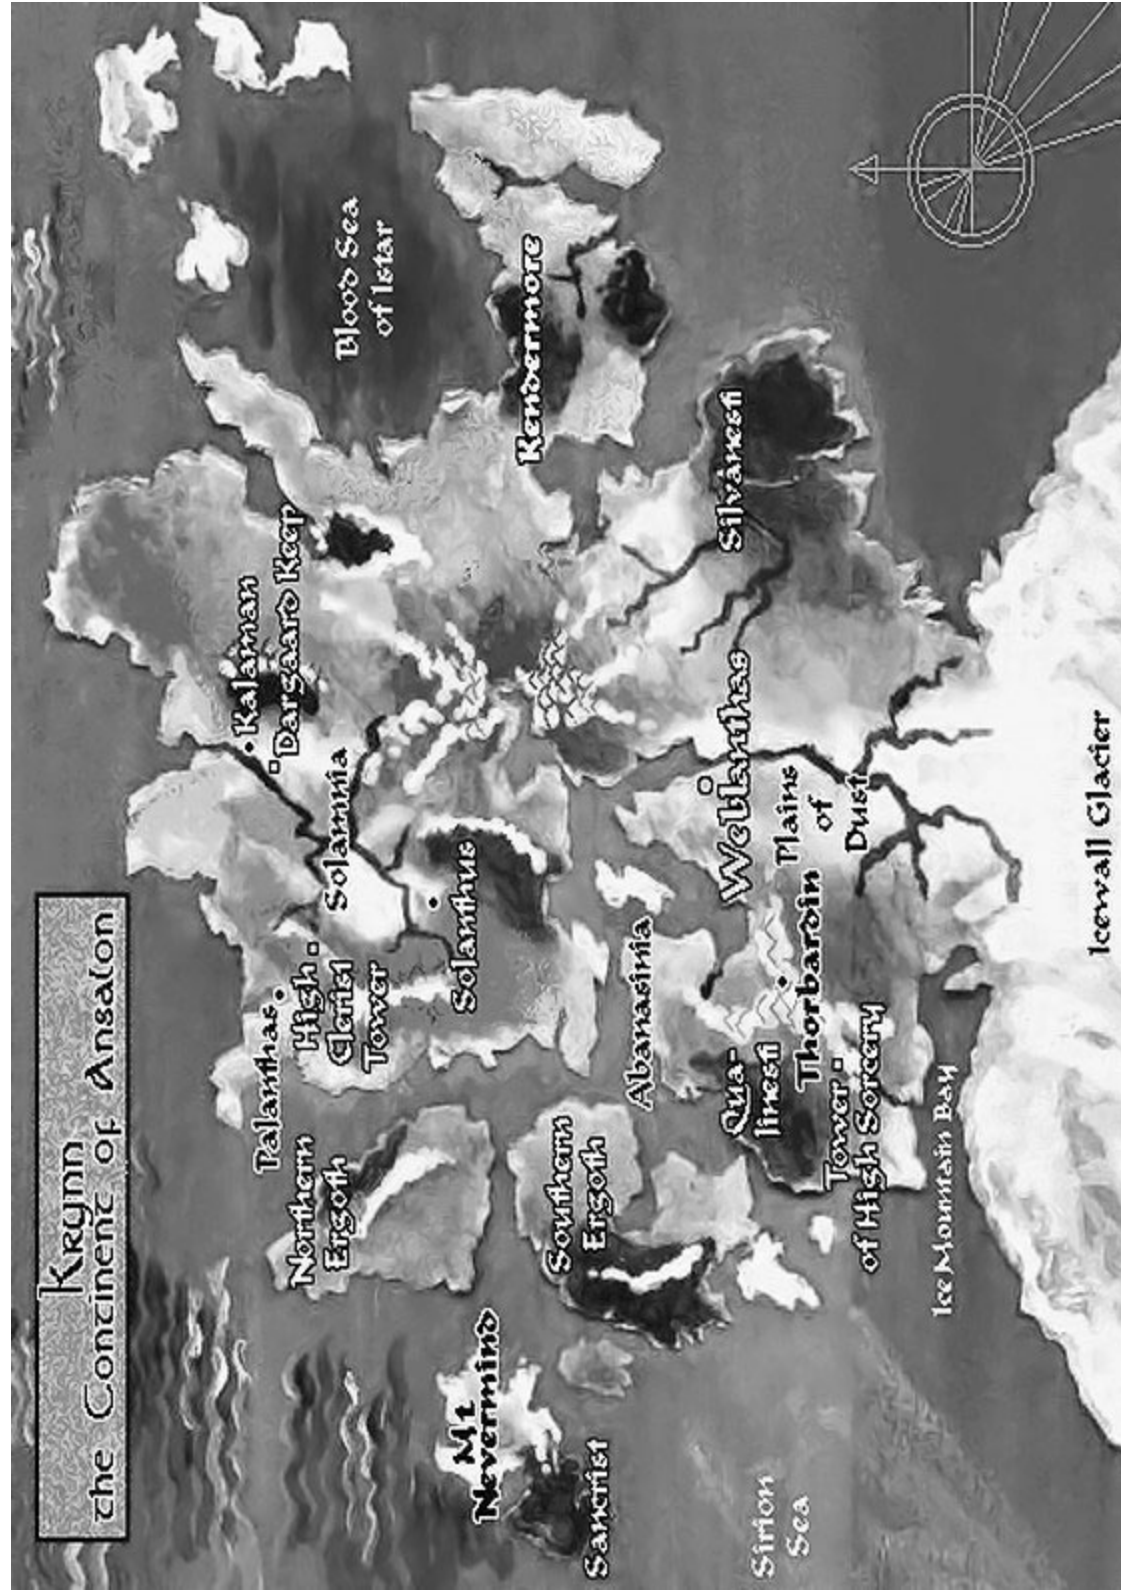 Krynn
the Continent of Ansalon
Palanthas
Kalaman
Dargaard Keep
High
Clerist
Tower
Solamnia
Northern
Ergoth
Solanthus
Blood Sea
of Istar
Mt
Nevermind
Kendermore
Southern
Ergoth
Sancrist
Abanasinia
Qua-
linesti
Weblanthas
Silvanesti
Plains
of
Dust
Thorbardin
Tower
of High Sorcery
Sirion
Sea
Ice Mountain Bay
Icewall Glacier